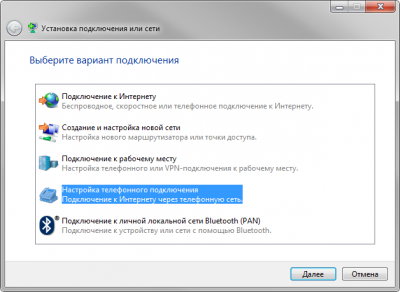 Установка подключения или сети
Выберите вариант подключения
Подключение к Интернету
Беспроводное, скоростное или телефонное подключение к Интернету.
Создание и настройка новой сети
Настройка нового маршрутизатора или точки доступа.
Подключение к рабочему месту
Настройка телефонного или VPN-подключения к рабочему месту.
Настройка телефонного подключения
Подключение к Интернету через телефонную сеть.
Подключение к личной локальной сети Bluetooth (PAN)
Подключение к устройству или сети с помощью Bluetooth.
Далее
Отмена